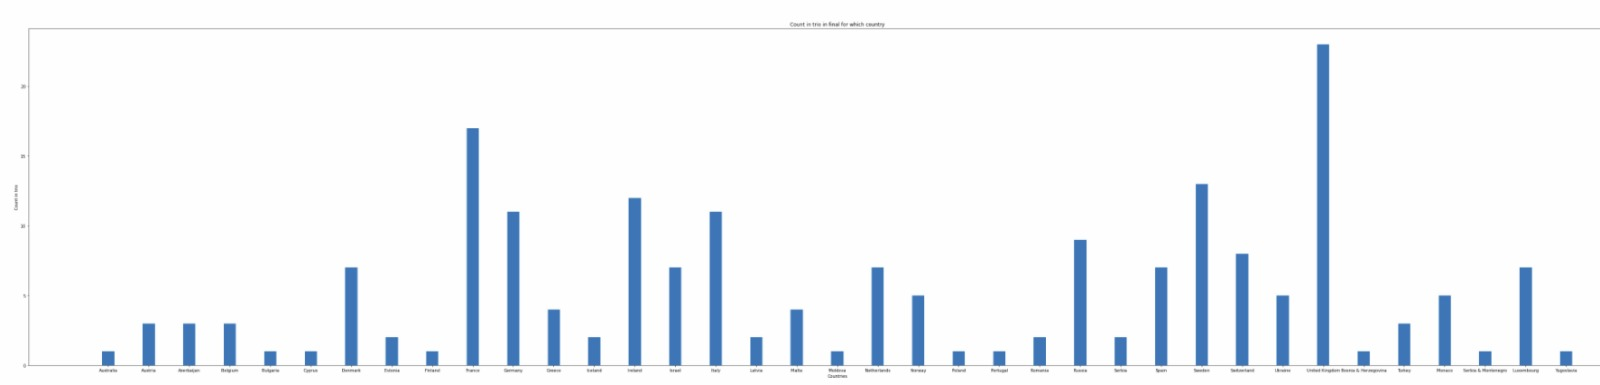 Count in trio in final for which country
20
15
10
5
0
Count in trio
Australia Austria Azerbaijan Belgium Bulgaria Cyprus Denmark Estonia Finland France Germany Greece Iceland Ireland Israel Italy Latvia Malta Moldova Netherlands Norway Poland Portugal Romania Russia Serbia Spain Sweden Switzerland Ukraine United Kingdom Bosnia & Herzegovina Turkey Monaco Serbia & Montenegro Luxembourg Yugoslavia
Countries